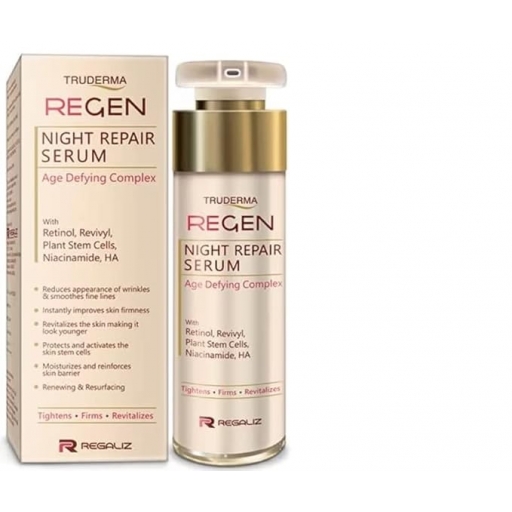 TRUDERMA
REGEN
NIGHT REPAIR
SERUM
Age Defying Complex
With
Retinol, Revivyl,
Plant Stem Cells,
Niacinamide, HA
• Reduces appearance of wrinkles
& smoothes fine lines
• Instantly improves skin firmness
• Revitalizes the skin making it
look younger
• Protects and activates the
skin stem cells
• Moisturizes and reinforces
skin barrier
• Renewing & Resurfacing
Tightens • Firms • Revitalizes
REGALIZ
TRUDERMA
REGEN
NIGHT REPAIR
SERUM
Age Defying Complex
With
Retinol, Revivyl,
Plant Stem Cells,
Niacinamide, HA
Tightens • Firms • Revitalizes
REGALIZ